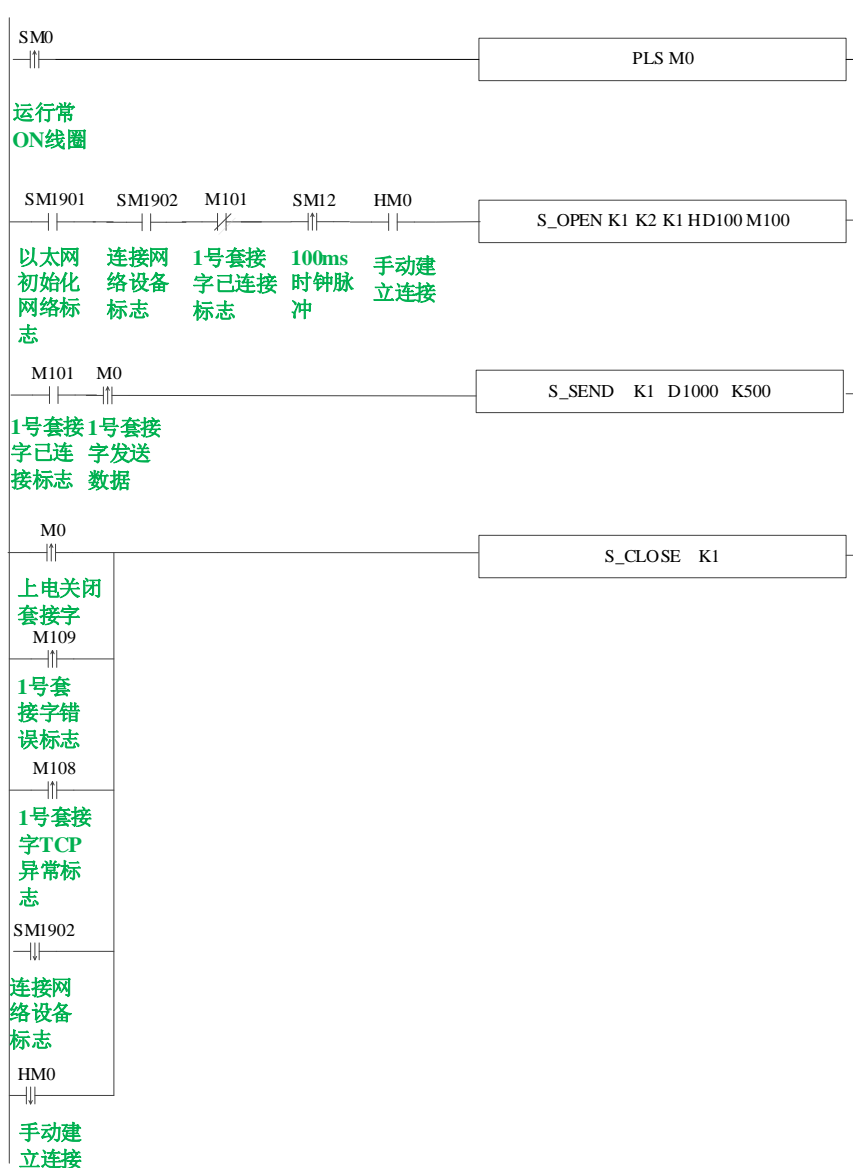 SM0
PLS M0
运行常
ON线圈
SM1901
SM1902
M101
SM12
HM0
S_OPEN K1 K2 K1 HD100 M100
以太网
初始化
网络标
志
连接网
络设备
标志
1号套接
字已连接
标志
100ms
时钟脉
冲
手动建
立连接
M101
M0
S_SEND K1 D1000 K500
1号套接
字已连
接标志
1号套接
字发送
数据
M0
S_CLOSE K1
上电关闭
套接字
M109
1号套
接字错
误标志
M108
1号套接
字TCP
异常标
志
SM1902
连接网
络设备
标志
HM0
手动建
立连接